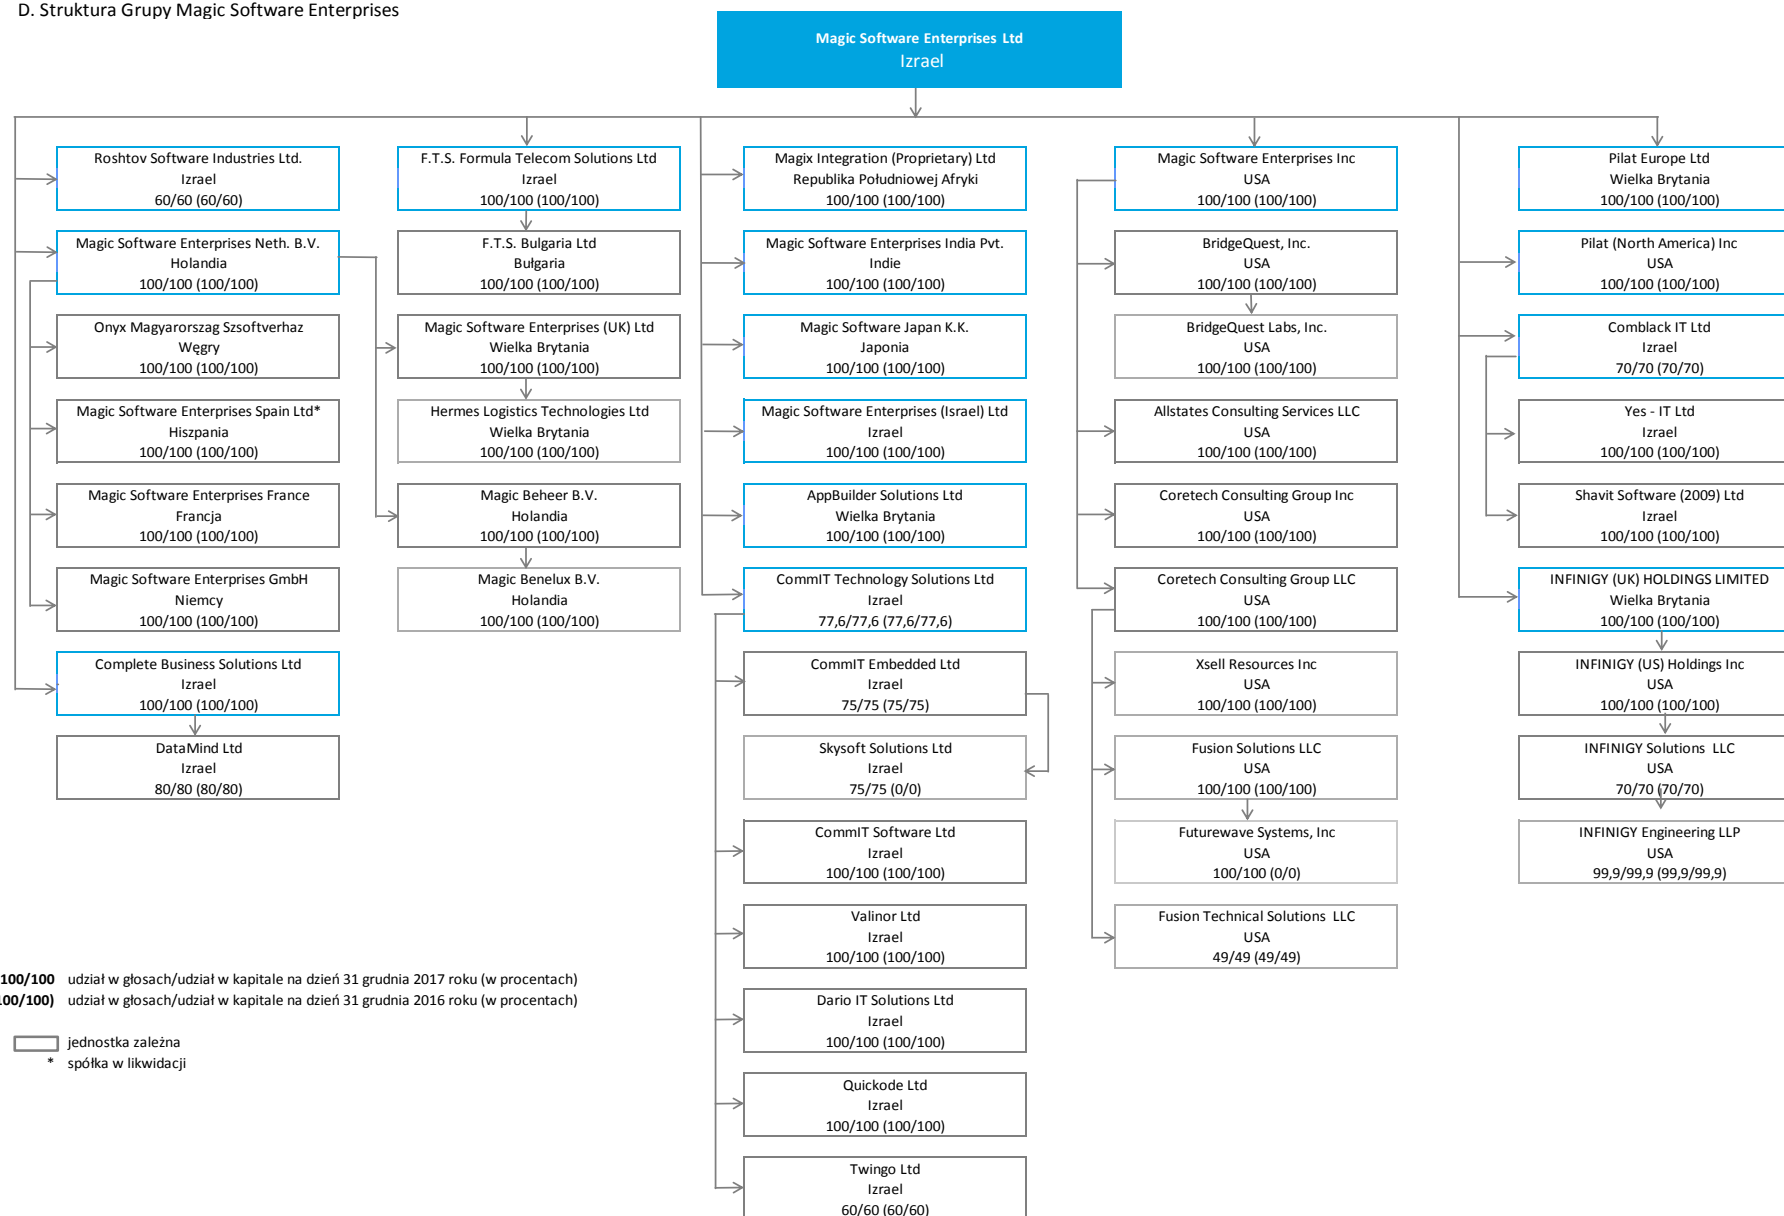 D. Struktura Grupy Magic Software Enterprises
Magic Software Enterprises Ltd
Izrael
Roshtov Software Industries Ltd.
Izrael
60/60 (60/60)
Magic Software Enterprises Neth. B.V.
Holandia
100/100 (100/100)
Onyx Magyarorszag Szsoftverhaz
Węgry
100/100 (100/100)
Magic Software Enterprises Spain Ltd*
Hiszpania
100/100 (100/100)
Magic Software Enterprises France
Francja
100/100 (100/100)
Magic Software Enterprises GmbH
Niemcy
100/100 (100/100)
Complete Business Solutions Ltd
Izrael
100/100 (100/100)
DataMind Ltd
Izrael
80/80 (80/80)
F.T.S. Formula Telecom Solutions Ltd
Izrael
100/100 (100/100)
F.T.S. Bulgaria Ltd
Bułgaria
100/100 (100/100)
Magic Software Enterprises (UK) Ltd
Wielka Brytania
100/100 (100/100)
Hermes Logistics Technologies Ltd
Wielka Brytania
100/100 (100/100)
Magic Beheer B.V.
Holandia
100/100 (100/100)
Magic Benelux B.V.
Holandia
100/100 (100/100)
Magix Integration (Proprietary) Ltd
Republika Południowej Afryki
100/100 (100/100)
Magic Software Enterprises India Pvt.
Indie
100/100 (100/100)
Magic Software Japan K.K.
Japonia
100/100 (100/100)
Magic Software Enterprises (Israel) Ltd
Izrael
100/100 (100/100)
AppBuilder Solutions Ltd
Wielka Brytania
100/100 (100/100)
CommIT Technology Solutions Ltd
Izrael
77,6/77,6 (77,6/77,6)
CommIT Embedded Ltd
Izrael
75/75 (75/75)
Skysoft Solutions Ltd
Izrael
75/75 (0/0)
CommIT Software Ltd
Izrael
100/100 (100/100)
Valinor Ltd
Izrael
100/100 (100/100)
Dario IT Solutions Ltd
Izrael
100/100 (100/100)
Quickode Ltd
Izrael
100/100 (100/100)
Twingo Ltd
Izrael
60/60 (60/60)
Magic Software Enterprises Inc
USA
100/100 (100/100)
BridgeQuest, Inc.
USA
100/100 (100/100)
BridgeQuest Labs, Inc.
USA
100/100 (100/100)
Allstates Consulting Services LLC
USA
100/100 (100/100)
Coretech Consulting Group Inc
USA
100/100 (100/100)
Coretech Consulting Group LLC
USA
100/100 (100/100)
Xsell Resources Inc
USA
100/100 (100/100)
Fusion Solutions LLC
USA
100/100 (100/100)
Futurewave Systems, Inc
USA
100/100 (0/0)
Fusion Technical Solutions LLC
USA
49/49 (49/49)
Pilat Europe Ltd
Wielka Brytania
100/100 (100/100)
Pilat (North America) Inc
USA
100/100 (100/100)
Comblack IT Ltd
Izrael
70/70 (70/70)
Yes - IT Ltd
Izrael
100/100 (100/100)
Shavit Software (2009) Ltd
Izrael
100/100 (100/100)
INFINIGY (UK) HOLDINGS LIMITED
Wielka Brytania
100/100 (100/100)
INFINIGY (US) Holdings Inc
USA
100/100 (100/100)
INFINIGY Solutions LLC
USA
70/70 (70/70)
INFINIGY Engineering LLP
USA
99,9/99,9 (99,9/99,9)
100/100 udział w głosach/udział w kapitale na dzień 31 grudnia 2017 roku (w procentach)
00/100) udział w głosach/udział w kapitale na dzień 31 grudnia 2016 roku (w procentach)
jednostka zależna
* spółka w likwidacji